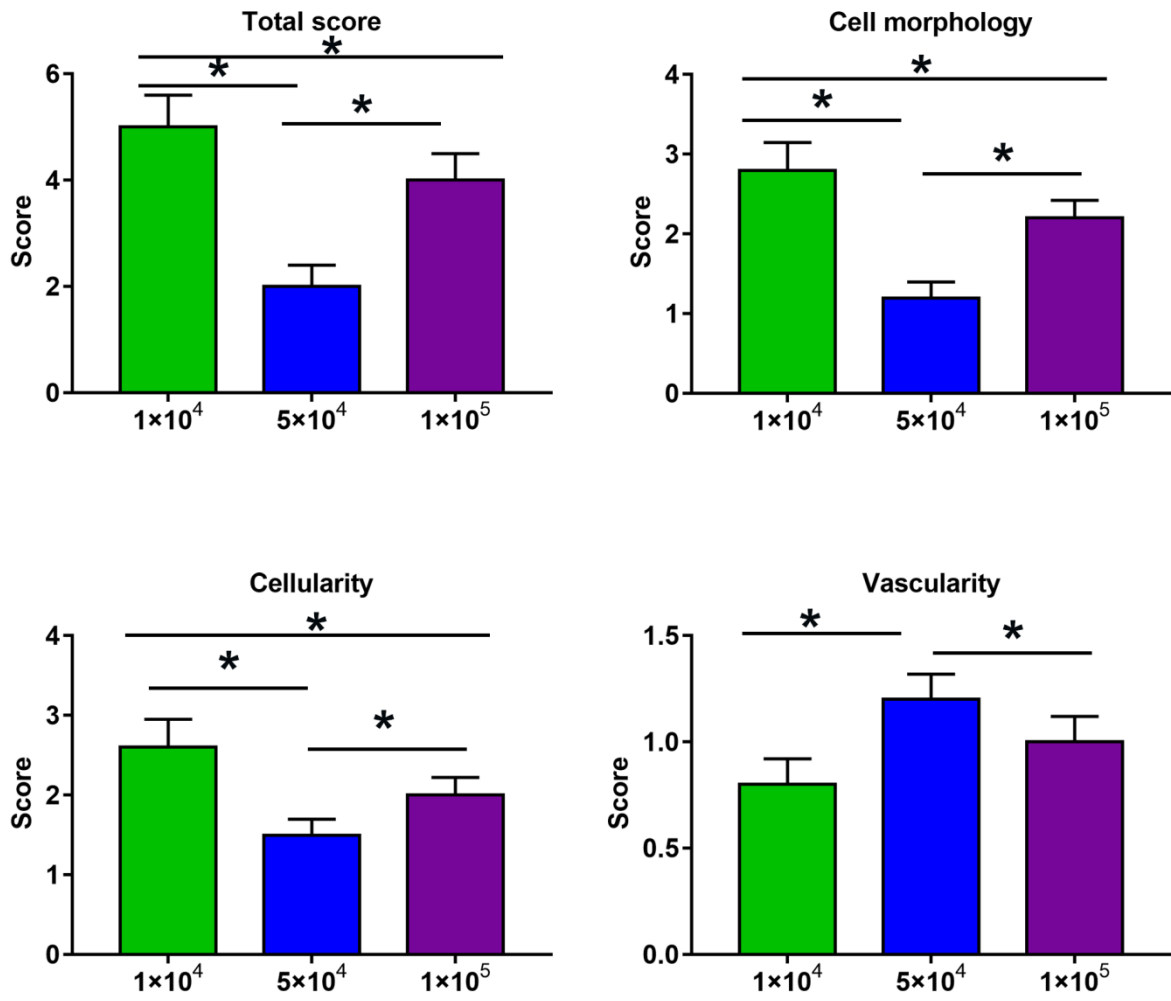 Total score
*
*
*
6
4
2
0
Score
1×10⁴ 5×10⁴ 1×10⁵
Cell morphology
*
*
*
4
3
2
1
0
Score
1×10⁴ 5×10⁴ 1×10⁵
Cellularity
*
*
*
4
3
2
1
0
Score
1×10⁴ 5×10⁴ 1×10⁵
Vascularity
*
*
1.5
1.0
0.5
0.0
Score
1×10⁴ 5×10⁴ 1×10⁵